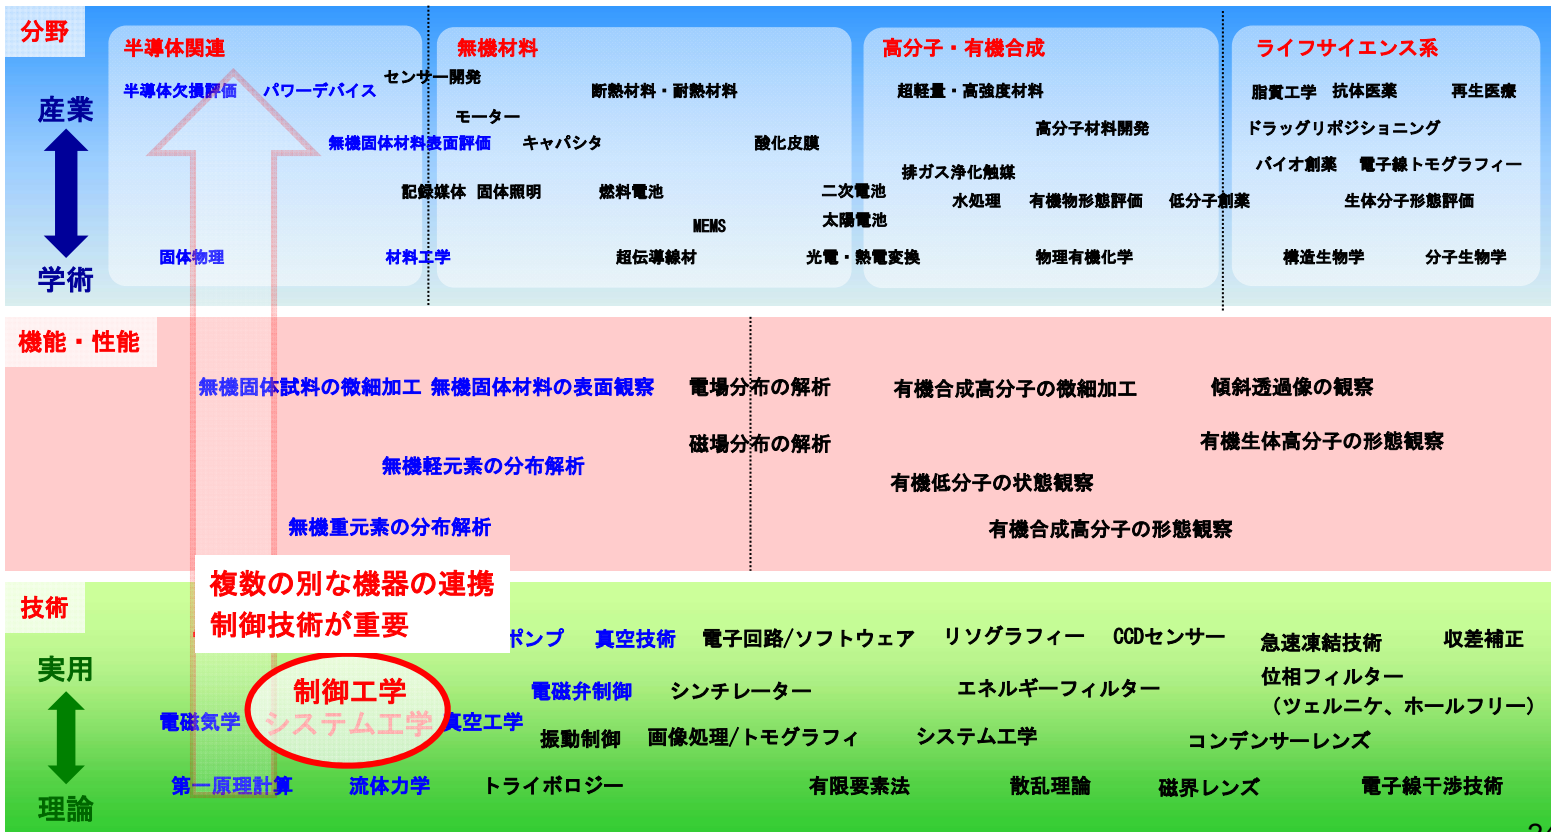 分野
半導体関連
無機材料
高分子・有機合成
ライフサイエンス系
産業
学術
半導体欠損評価
パワーデバイス
センサー開発
断熱材料・耐熱材料
超軽量・高強度材料
脂質工学
抗体医薬
再生医療
モーター
無機固体材料表面評価
キャパシタ
酸化皮膜
高分子材料開発
ドラッグリポジショニング
排ガス浄化触媒
バイオ創薬
電子線トモグラフィー
記録媒体
固体照明
燃料電池
二次電池
水処理
有機物形態評価
低分子創薬
生体分子形態評価
MEMS
太陽電池
固体物理
材料工学
超伝導線材
光電・熱電変換
物理有機化学
構造生物学
分子生物学
機能・性能
無機固体試料の微細加工
無機固体材料の表面観察
電場分布の解析
有機合成高分子の微細加工
傾斜透過像の観察
磁場分布の解析
有機生体高分子の形態観察
無機軽元素の分布解析
有機低分子の状態観察
無機重元素の分布解析
有機合成高分子の形態観察
複数の別な機器の連携
制御技術が重要
技術
実用
理論
ポンプ
真空技術
電子回路/ソフトウェア
リソグラフィー
CCDセンサー
急速凍結技術
収差補正
制御工学
電磁弁制御
シンチレーター
エネルギーフィルター
位相フィルター
(ツェルニケ、ホールフリー)
電磁気学
システム工学
真空工学
振動制御
画像処理/トモグラフィ
システム工学
コンデンサーレンズ
第一原理計算
流体力学
トライボロジー
有限要素法
散乱理論
磁界レンズ
電子線干渉技術